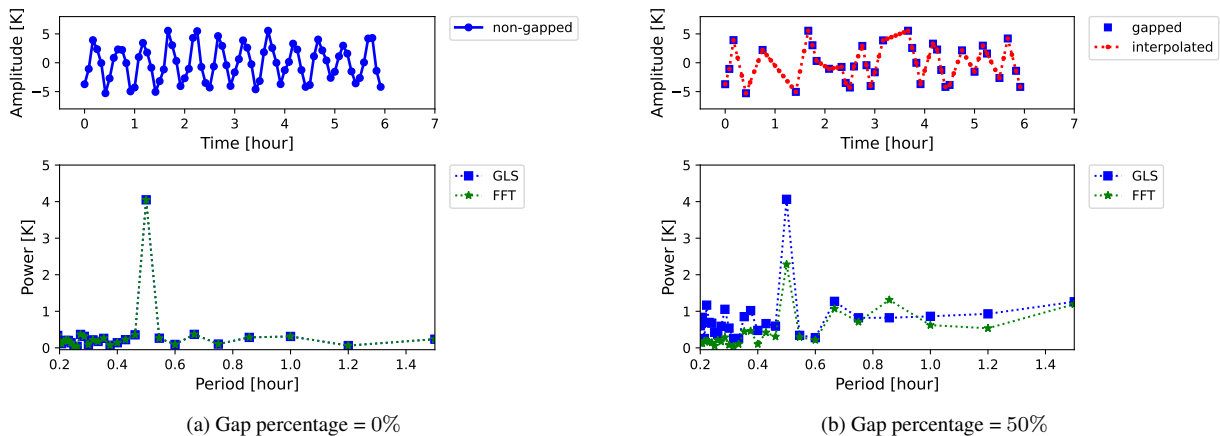 Amplitude [K]
5
0
−5
0 1 2 3 4 5 6 7
Time [hour]
non-gapped
Power [K]
5
4
3
2
1
0
0.2 0.4 0.6 0.8 1.0 1.2 1.4
Period [hour]
GLS
FFT
(a) Gap percentage = 0%
Amplitude [K]
5
0
−5
0 1 2 3 4 5 6 7
Time [hour]
gapped
interpolated
Power [K]
5
4
3
2
1
0
0.2 0.4 0.6 0.8 1.0 1.2 1.4
Period [hour]
GLS
FFT
(b) Gap percentage = 50%